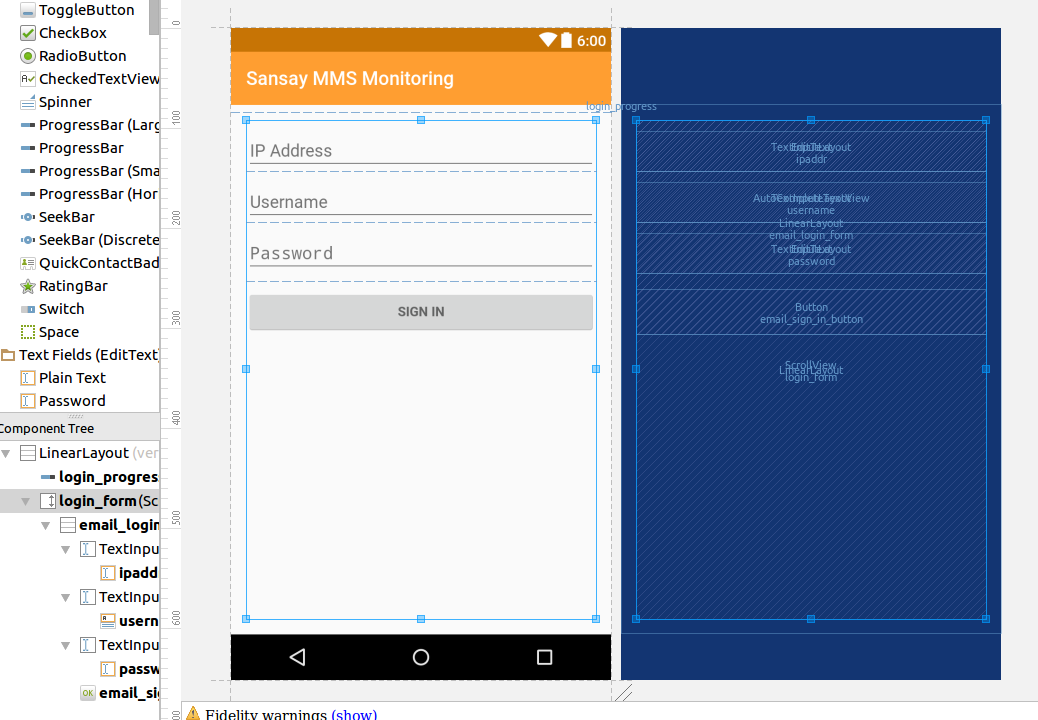 ToggleButton
CheckBox
RadioButton
CheckedTextView
Spinner
ProgressBar (Larg
ProgressBar
ProgressBar (Sma
ProgressBar (Hor
SeekBar
SeekBar (Discrete
QuickContactBad
RatingBar
Switch
Space
Text Fields (EditText
Plain Text
Password
Component Tree
LinearLayout (ver
login_progres
login_form(Sc
email_login
TextInpu
ipadd
TextInpu
usern
TextInpu
passw
OK email_si
0
100
200
300
400
500
600
6:00
Sansay MMS Monitoring
IP Address
Username
Password
SIGN IN
login_progress
TextInputLayout
EditText
ipaddr
AutoCompleteTextView
TextInputLayout
username
LinearLayout
email_login_form
TextInputLayout
EditText
password
Button
email_sign_in_button
ScrollView
LinearLayout
login_form
Fidelity warnings (show)